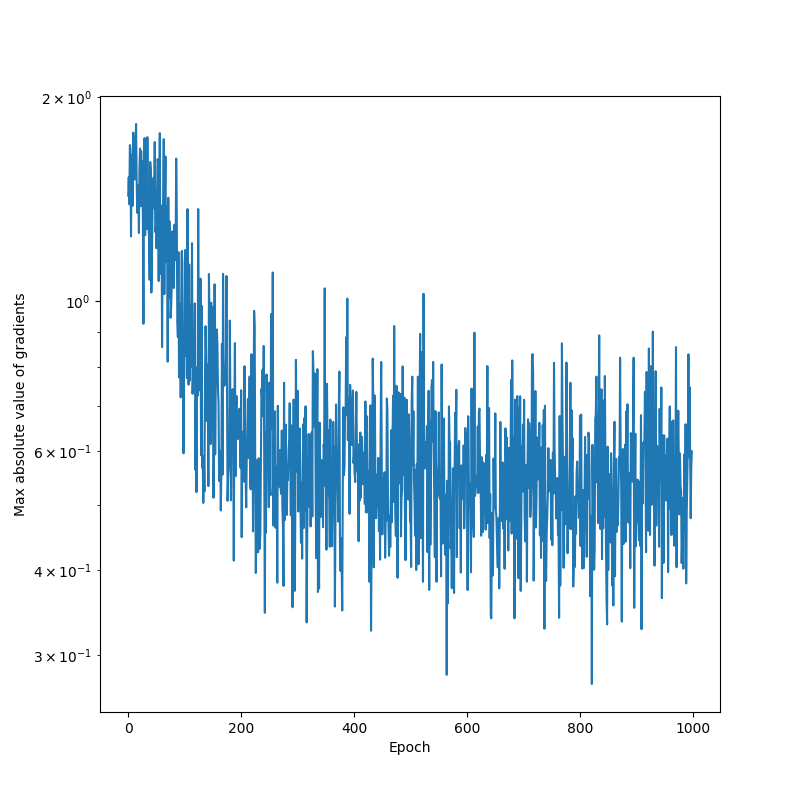 Max absolute value of gradients
2 × 10⁰
10⁰
6 × 10⁻¹
4 × 10⁻¹
3 × 10⁻¹
0 200 400 600 800 1000
Epoch